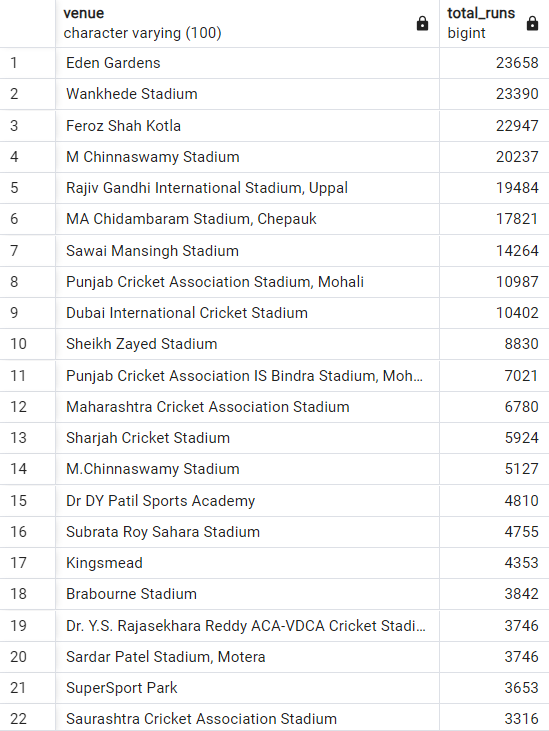 venue total_runs
character varying (100) bigint
1 Eden Gardens 23658
2 Wankhede Stadium 23390
3 Feroz Shah Kotla 22947
4 M Chinnaswamy Stadium 20237
5 Rajiv Gandhi International Stadium, Uppal 19484
6 MA Chidambaram Stadium, Chepauk 17821
7 Sawai Mansingh Stadium 14264
8 Punjab Cricket Association Stadium, Mohali 10987
9 Dubai International Cricket Stadium 10402
10 Sheikh Zayed Stadium 8830
11 Punjab Cricket Association IS Bindra Stadium, Moh... 7021
12 Maharashtra Cricket Association Stadium 6780
13 Sharjah Cricket Stadium 5924
14 M.Chinnaswamy Stadium 5127
15 Dr DY Patil Sports Academy 4810
16 Subrata Roy Sahara Stadium 4755
17 Kingsmead 4353
18 Brabourne Stadium 3842
19 Dr. Y.S. Rajasekhara Reddy ACA-VDCA Cricket Stadi... 3746
20 Sardar Patel Stadium, Motera 3746
21 SuperSport Park 3653
22 Saurashtra Cricket Association Stadium 3316